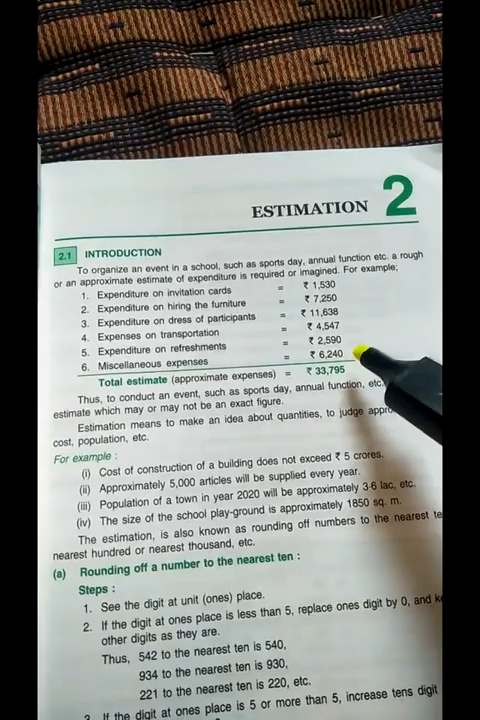 ESTIMATION 2
2.1 INTRODUCTION
To organize an event in a school, such as sports day, annual function etc. a rough
or an approximate estimate of expenditure is required or imagined. For example;
1. Expenditure on invitation cards = ₹ 1,530
2. Expenditure on hiring the furniture = ₹ 7,250
3. Expenditure on dress of participants = ₹ 11,638
4. Expenses on transportation = ₹ 4,547
5. Expenditure on refreshments = ₹ 2,590
6. Miscellaneous expenses = ₹ 6,240
Total estimate (approximate expenses) = ₹ 33,795
Thus, to conduct an event, such as sports day, annual function, etc.
estimate which may or may not be an exact figure.
Estimation means to make an idea about quantities, to judge
cost, population, etc.
For example :
(i) Cost of construction of a building does not exceed ₹ 5 crores.
(ii) Approximately 5,000 articles will be supplied every year.
(iii) Population of a town in year 2020 will be approximately 3·6 lac, etc.
(iv) The size of the school play-ground is approximately 1850 sq. m.
The estimation, is also known as rounding off numbers to the nearest te
nearest hundred or nearest thousand, etc.
(a) Rounding off a number to the nearest ten :
Steps :
1. See the digit at unit (ones) place.
2. If the digit at ones place is less than 5, replace ones digit by 0, and ke
other digits as they are.
Thus, 542 to the nearest ten is 540,
934 to the nearest ten is 930,
221 to the nearest ten is 220, etc.
3. If the digit at ones place is 5 or more than 5, increase tens digit